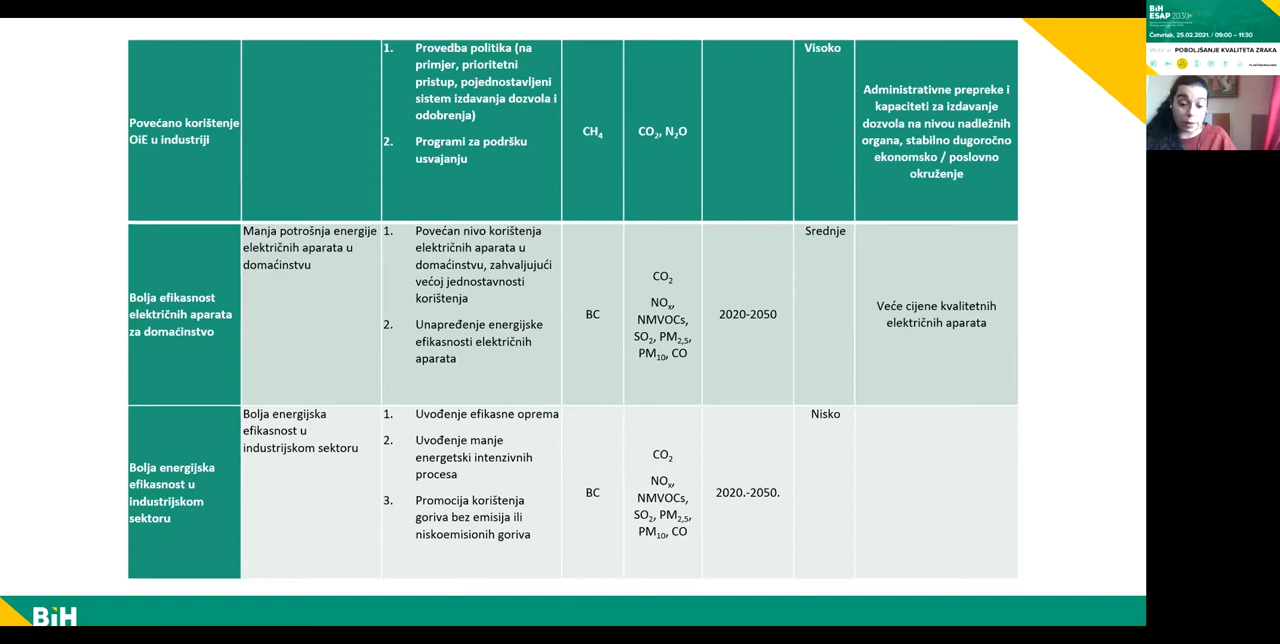 Povećano korištenje
OiE u industriji
1. Provedba politika (na
primjer, prioritetni
pristup, pojednostavljeni
sistem izdavanja dozvola i
odobrenja)
2. Programi za podršku
usvajanju
CH4
CO2, N2O
Visoko
Administrativne prepreke i
kapaciteti za izdavanje
dozvola na nivou nadležnih
organa, stabilno dugoročno
ekonomsko / poslovno
okruženje
Bolja efikasnost
električnih aparata
za domaćinstvo
Manja potrošnja energije
električnih aparata u
domaćinstvu
1. Povećan nivo korištenja
električnih aparata u
domaćinstvu, zahvaljujući
većoj jednostavnosti
korištenja
2. Unapređenje energijske
efikasnosti električnih
aparata
BC
CO2
NOx,
NMVOCs,
SO2, PM2,5,
PM10, CO
2020-2050
Srednje
Veće cijene kvalitetnih
električnih aparata
Bolja energijska
efikasnost u
industrijskom
sektoru
Bolja energijska
efikasnost u
industrijskom sektoru
1. Uvođenje efikasne oprema
2. Uvođenje manje
energetski intenzivnih
procesa
3. Promocija korištenja
goriva bez emisija ili
niskoemisionih goriva
BC
CO2
NOx,
NMVOCs,
SO2, PM2,5,
PM10, CO
2020.-2050.
Nisko
BiH
BiH
ESAP 2030+
Četvrtak, 25.02.2021. / 09:00 – 11:30
Webinar: POBOLJŠANJE KVALITETA ZRAKA